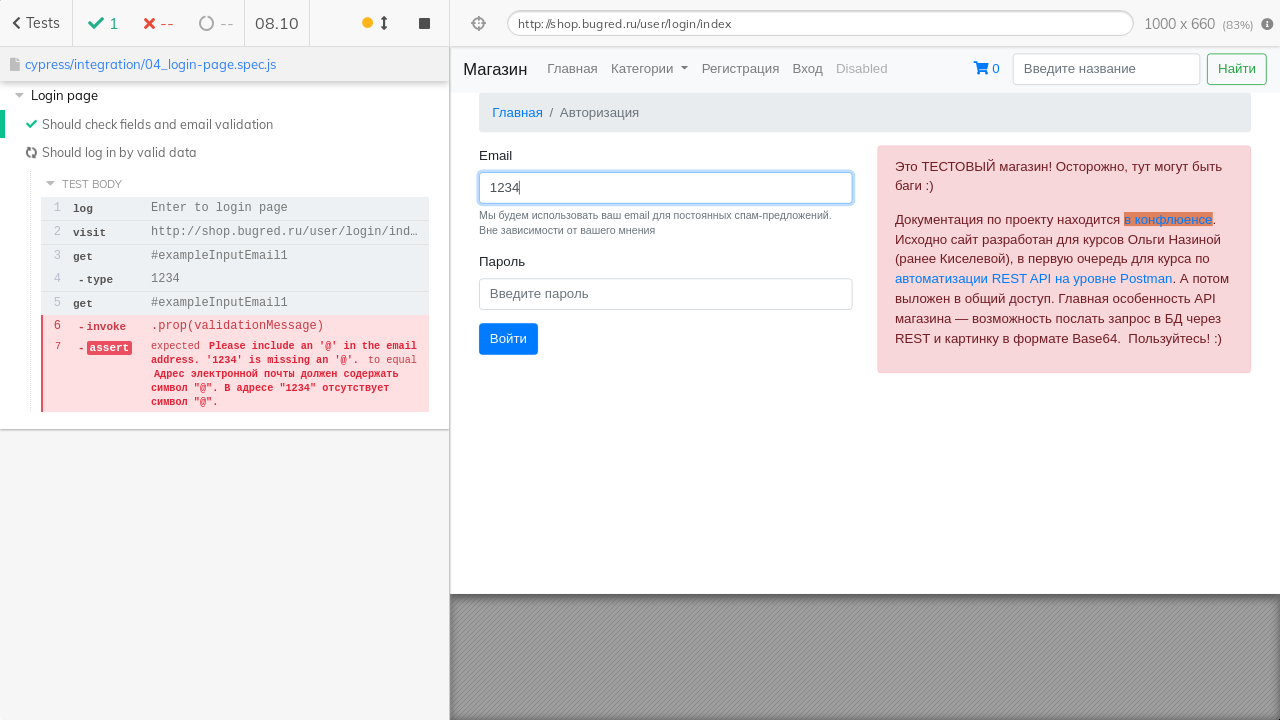 Tests
1
--
--
08.10
http://shop.bugred.ru/user/login/index
1000 x 660 (83%)
cypress/integration/04_login-page.spec.js
Login page
Should check fields and email validation
Should log in by valid data
TEST BODY
1 log Enter to login page
2 visit http://shop.bugred.ru/user/login/ind…
3 get #exampleInputEmail1
4 - type 1234
5 get #exampleInputEmail1
6 - invoke .prop(validationMessage)
7 - assert expected Please include an '@' in the email
address. '1234' is missing an '@'. to equal
Адрес электронной почты должен содержать
символ "@". В адресе "1234" отсутствует
символ "@".
Магазин Главная Категории Регистрация Вход Disabled 0 Введите название Найти
Главная / Авторизация
Email
1234
Мы будем использовать ваш email для постоянных спам-предложений.
Вне зависимости от вашего мнения
Пароль
Введите пароль
Войти
Это ТЕСТОВЫЙ магазин! Осторожно, тут могут быть
баги :)
Документация по проекту находится в конфлюенсе.
Исходно сайт разработан для курсов Ольги Назиной
(ранее Киселевой), в первую очередь для курса по
автоматизации REST API на уровне Postman. А потом
выложен в общий доступ. Главная особенность API
магазина — возможность послать запрос в БД через
REST и картинку в формате Base64. Пользуйтесь! :)